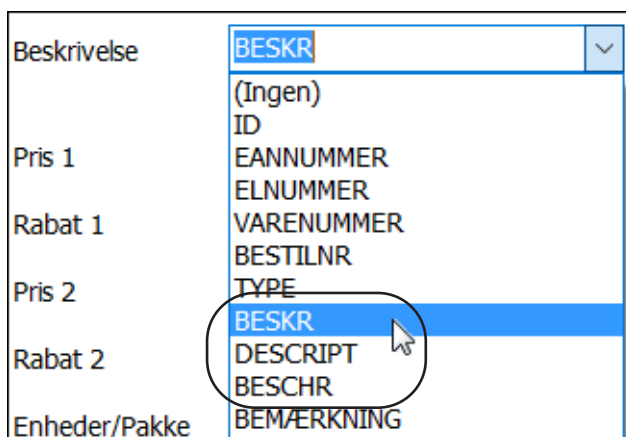 Beskrivelse BESKR
(Ingen)
ID
Pris 1 EANNUMMER
ELNUMMER
Rabat 1 VARENUMMER
BESTILNR
Pris 2 TYPE
BESKR
Rabat 2 DESCRIPT
BESCHR
Enheder/Pakke BEMÆRKNING